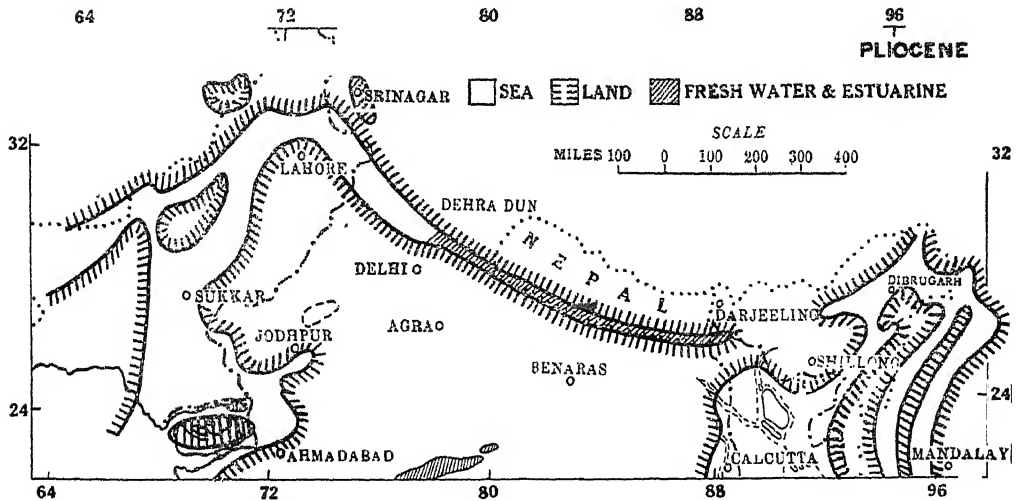 64 72 80 88 96
PLIOCENE
SRINAGAR SEA LAND FRESH WATER & ESTUARINE
SCALE
32 MILES 100 0 100 200 300 400 32
LAHORE
DEHRA DUN
NEPAL
DELHI
SUKKAR
DIBRUGARH
DARJEELING
JODHPUR AGRA
SHILLONG
BENARAS
24 24
AHMADABAD CALCUTTA MANDALAY
64 72 80 88 96